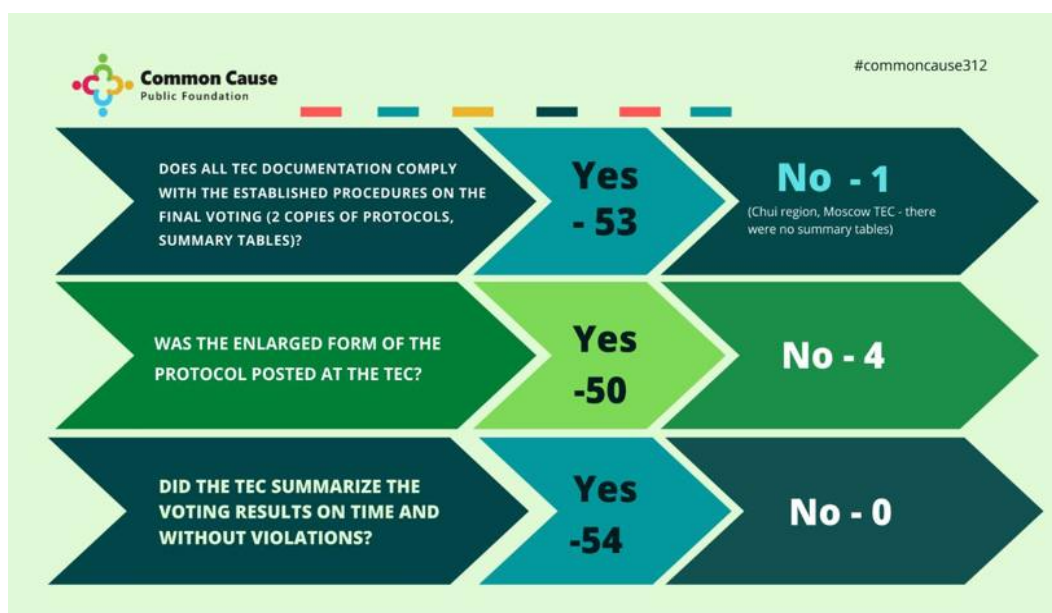 Common Cause
Public Foundation
#commoncause312
DOES ALL TEC DOCUMENTATION COMPLY
WITH THE ESTABLISHED PROCEDURES ON THE
FINAL VOTING (2 COPIES OF PROTOCOLS,
SUMMARY TABLES)?
Yes
- 53
No - 1
(Chui region, Moscow TEC - there
were no summary tables)
WAS THE ENLARGED FORM OF THE
PROTOCOL POSTED AT THE TEC?
Yes
-50
No - 4
DID THE TEC SUMMARIZE THE
VOTING RESULTS ON TIME AND
WITHOUT VIOLATIONS?
Yes
-54
No - 0